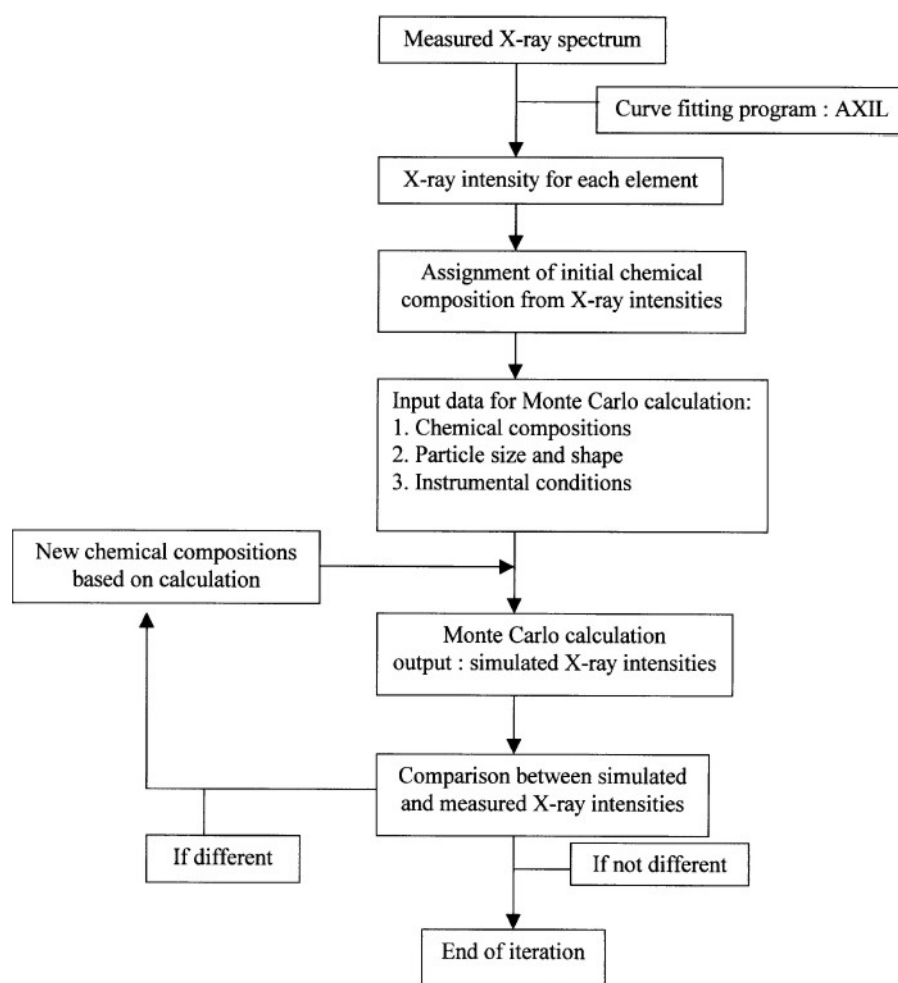 Measured X-ray spectrum
Curve fitting program : AXIL
X-ray intensity for each element
Assignment of initial chemical
composition from X-ray intensities
Input data for Monte Carlo calculation:
1. Chemical compositions
2. Particle size and shape
3. Instrumental conditions
New chemical compositions
based on calculation
Monte Carlo calculation
output : simulated X-ray intensities
Comparison between simulated
and measured X-ray intensities
If different
If not different
End of iteration